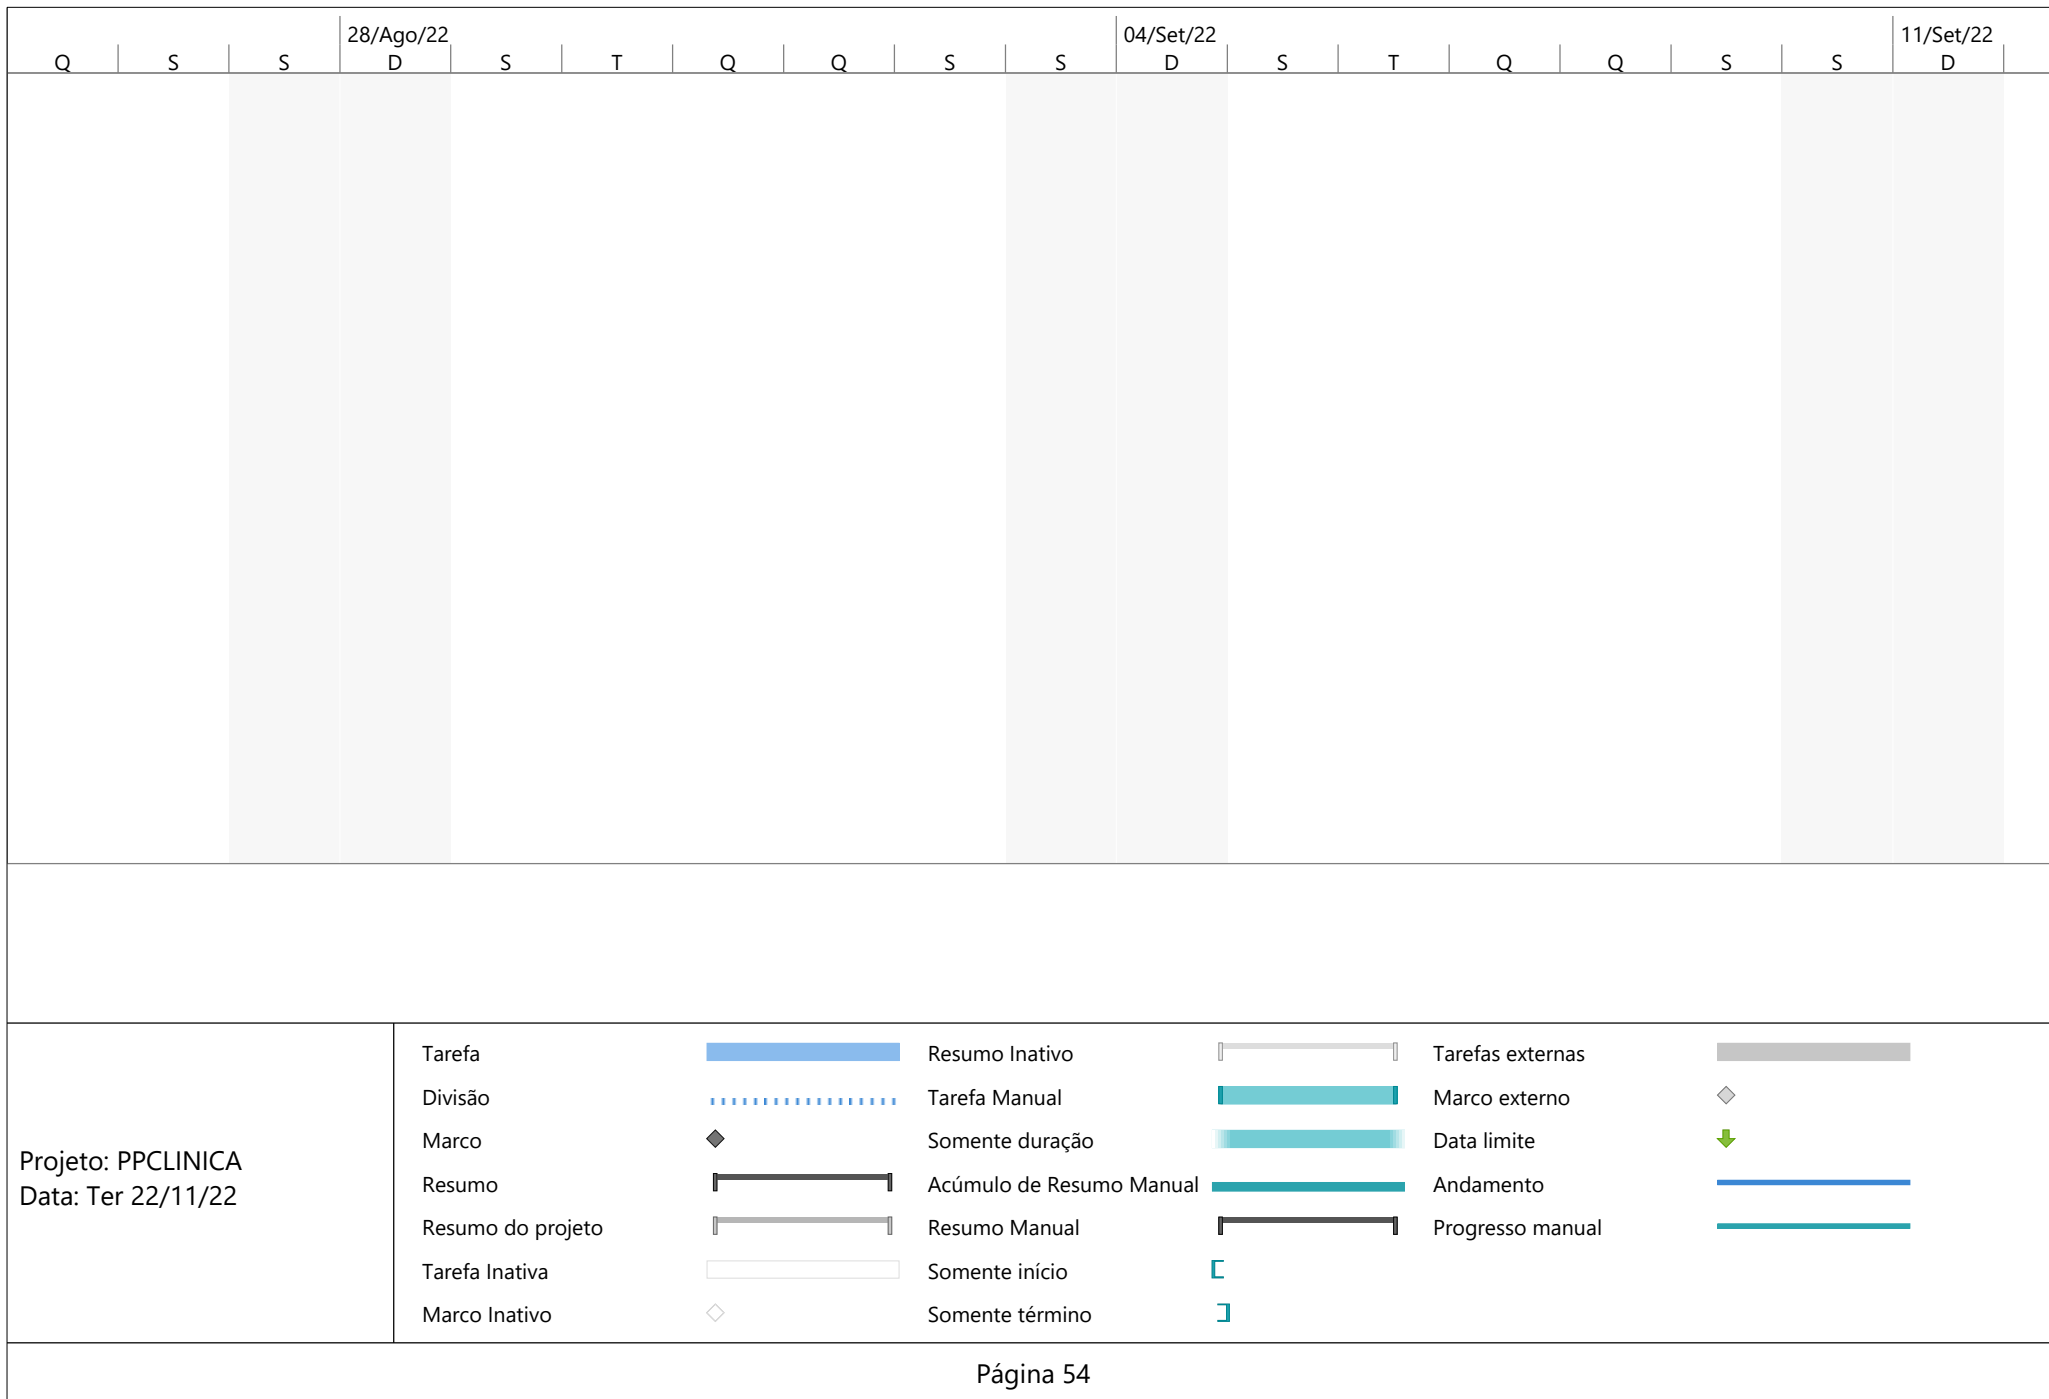 28/Ago/22 04/Set/22 11/Set/22
Q S S D S T Q Q S S D S T Q Q S S D
Projeto: PPCLINICA
Data: Ter 22/11/22
Tarefa
Divisão
Marco
Resumo
Resumo do projeto
Tarefa Inativa
Marco Inativo
Resumo Inativo
Tarefa Manual
Somente duração
Acúmulo de Resumo Manual
Resumo Manual
Somente início
Somente término
Tarefas externas
Marco externo
Data limite
Andamento
Progresso manual
Página 54